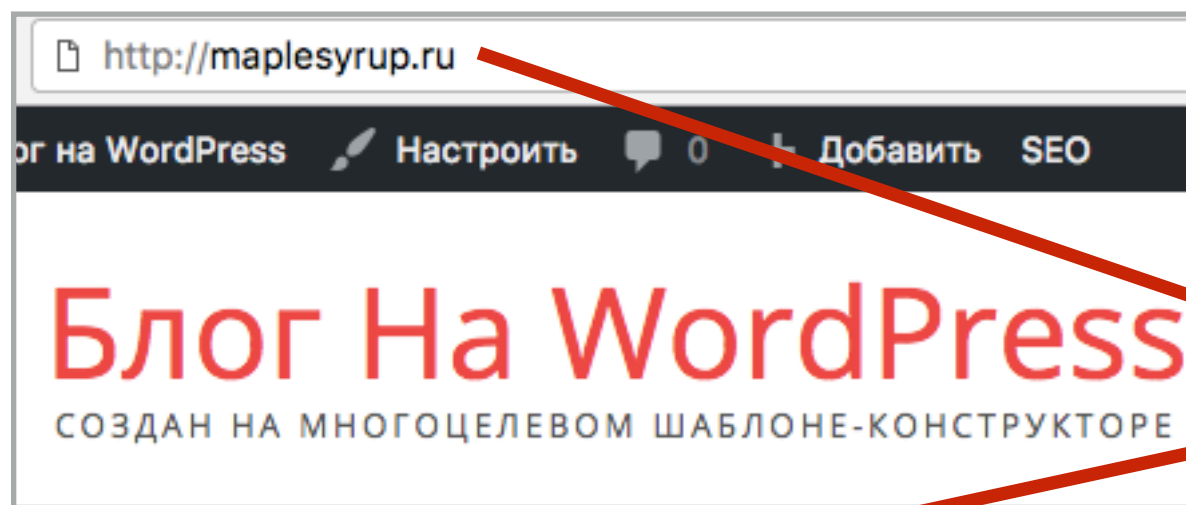 http://maplesyrup.ru
ог на WordPress Настроить 0 Добавить SEO
Блог На WordPress
СОЗДАН НА МНОГОЦЕЛЕВОМ ШАБЛОНЕ-КОНСТРУКТОРЕ